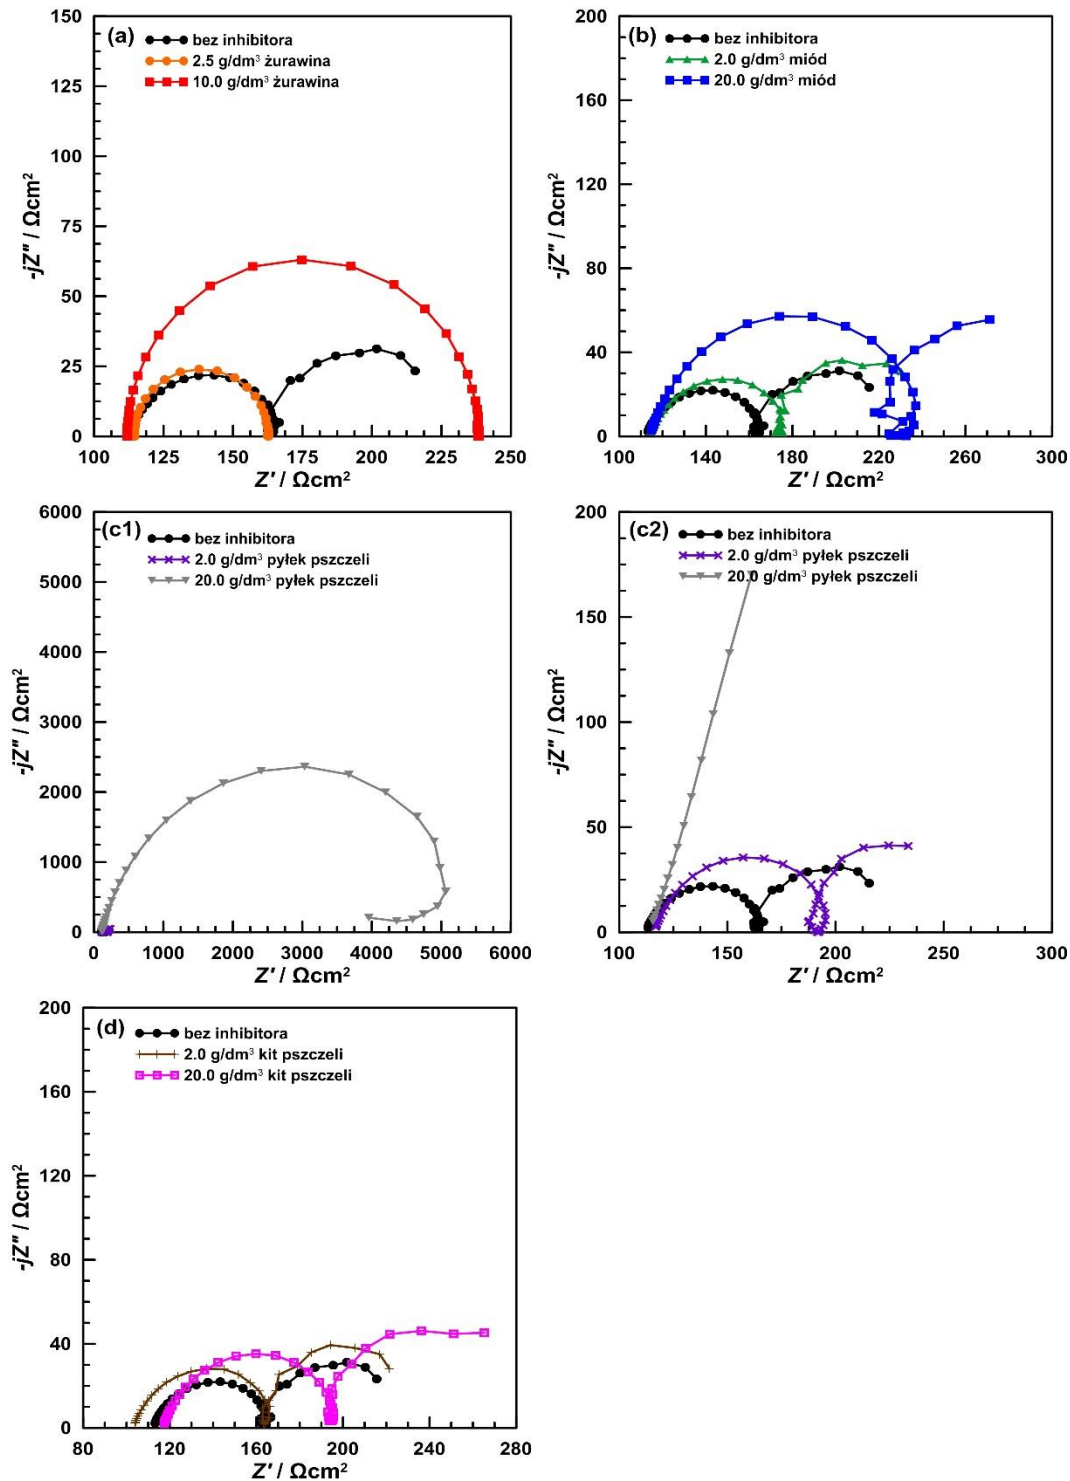 (a)
bez inhibitora
2.5 g/dm³ żurawina
10.0 g/dm³ żurawina
150
125
100
75
50
25
0
-jZ" / Ωcm²
100 125 150 175 200 225 250
Z' / Ωcm²
(b)
bez inhibitora
2.0 g/dm³ miód
20.0 g/dm³ miód
200
160
120
80
40
0
-jZ" / Ωcm²
100 140 180 220 260 300
Z' / Ωcm²
(c1)
bez inhibitora
2.0 g/dm³ pyłek pszczeli
20.0 g/dm³ pyłek pszczeli
6000
5000
4000
3000
2000
1000
0
-jZ" / Ωcm²
0 1000 2000 3000 4000 5000 6000
Z' / Ωcm²
(c2)
bez inhibitora
2.0 g/dm³ pyłek pszczeli
20.0 g/dm³ pyłek pszczeli
200
150
100
50
0
-jZ" / Ωcm²
100 150 200 250 300
Z' / Ωcm²
(d)
bez inhibitora
2.0 g/dm³ kit pszczeli
20.0 g/dm³ kit pszczeli
200
160
120
80
40
0
-jZ" / Ωcm²
80 120 160 200 240 280
Z' / Ωcm²